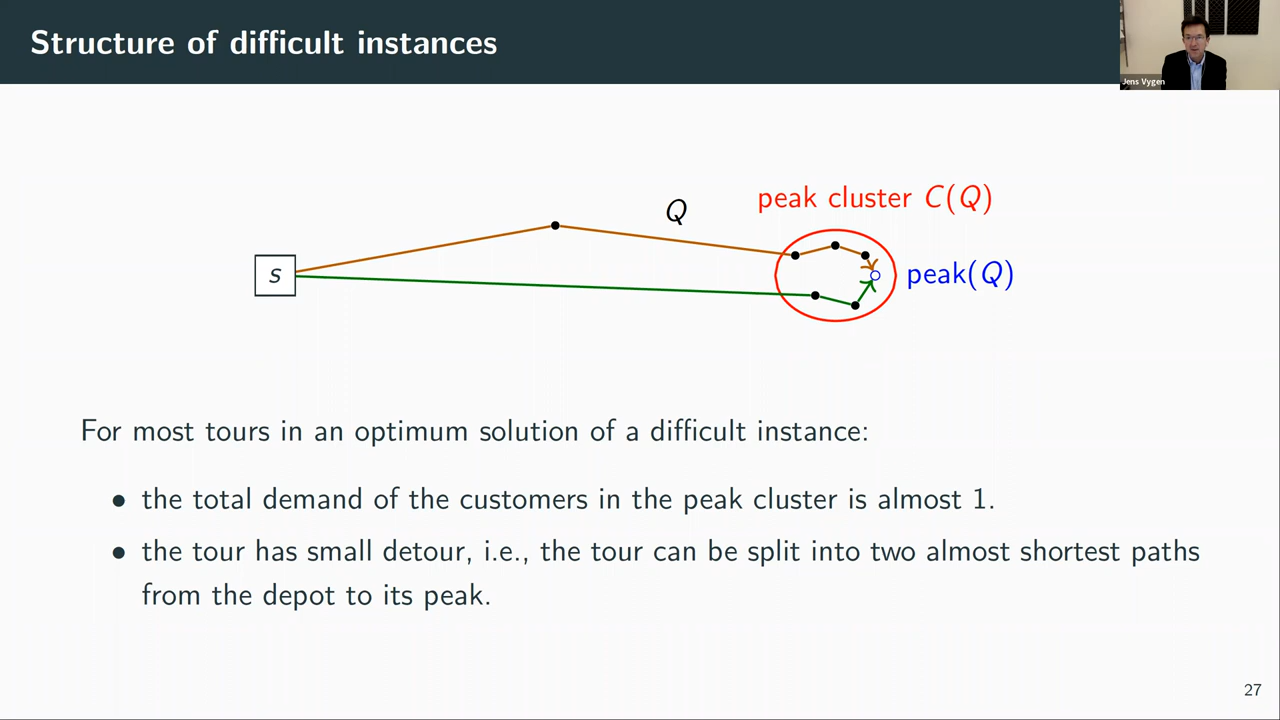 Structure of difficult instances
Jens Vygen
peak cluster C(Q)
Q
s
peak(Q)
For most tours in an optimum solution of a difficult instance:
• the total demand of the customers in the peak cluster is almost 1.
• the tour has small detour, i.e., the tour can be split into two almost shortest paths
from the depot to its peak.
27